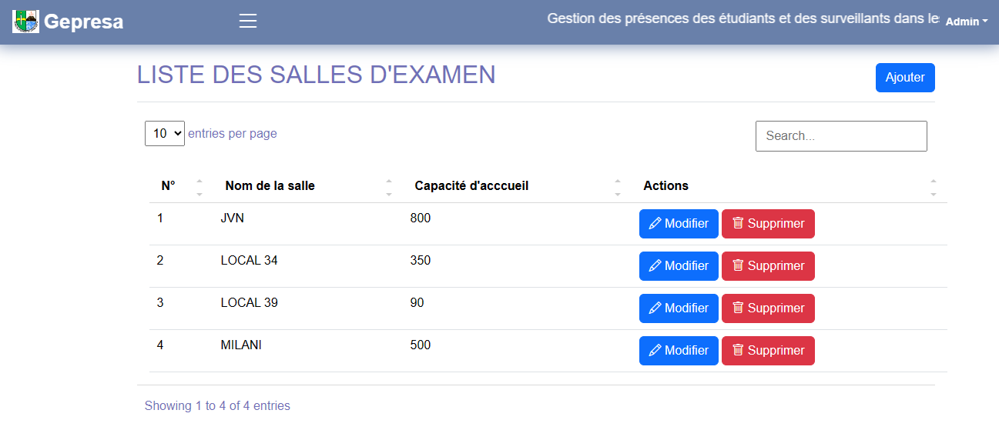 Gepresa
Gestion des présences des étudiants et des surveillants dans les
Admin
LISTE DES SALLES D'EXAMEN
Ajouter
10 entries per page
Search...
N° Nom de la salle Capacité d'acccueil Actions
1 JVN 800 Modifier Supprimer
2 LOCAL 34 350 Modifier Supprimer
3 LOCAL 39 90 Modifier Supprimer
4 MILANI 500 Modifier Supprimer
Showing 1 to 4 of 4 entries